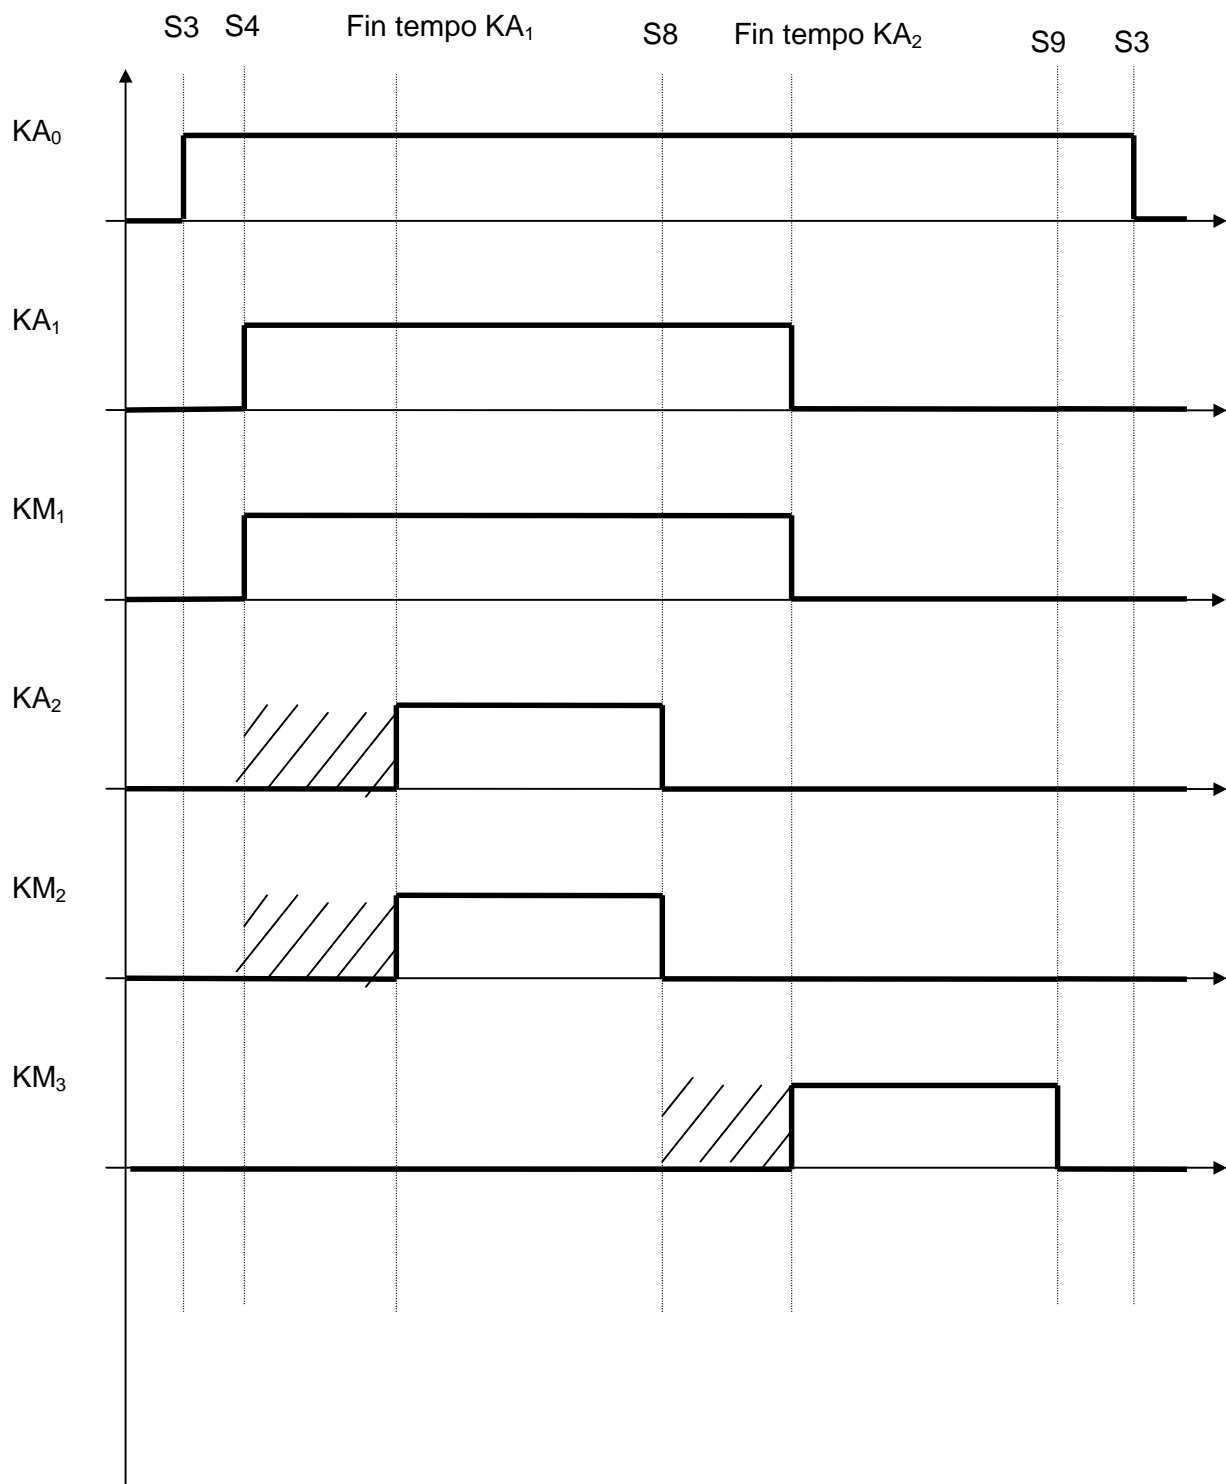 S3 S4 Fin tempo KA₁ S8 Fin tempo KA₂ S9 S3
KA₀
KA₁
KM₁
KA₂
KM₂
KM₃